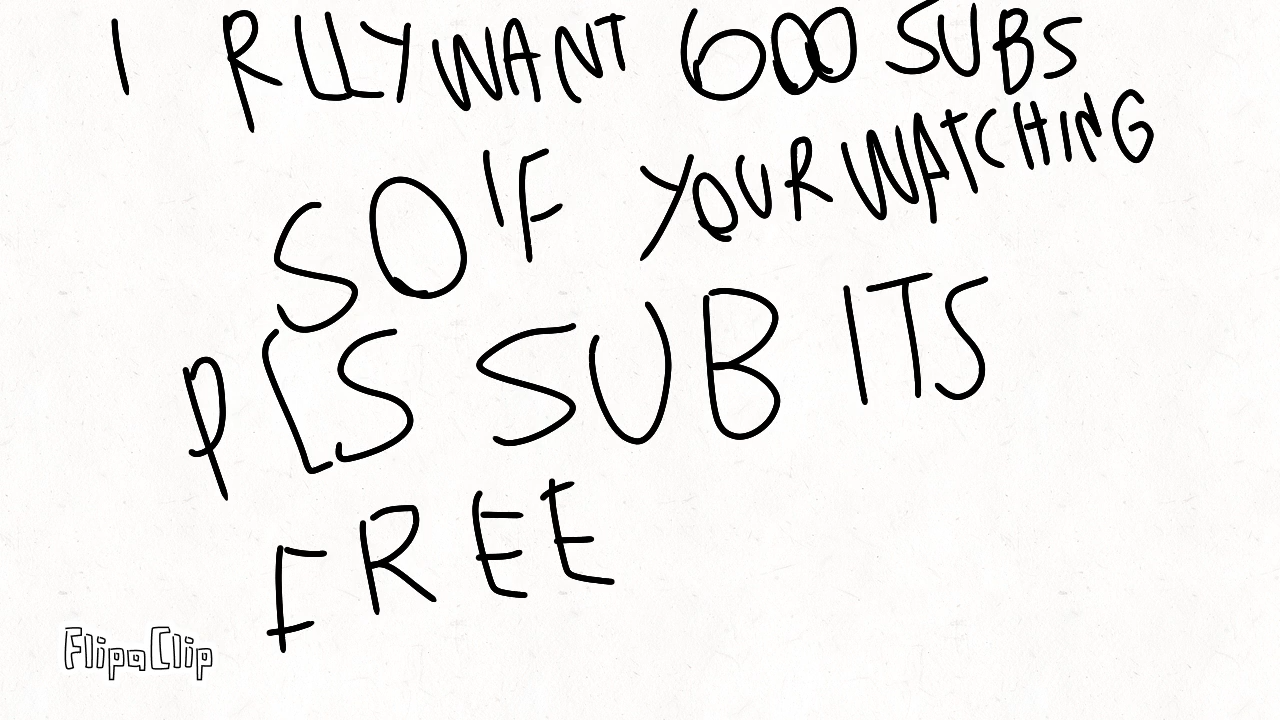 I RLLY WANT 600 SUBS
SO IF YOUR WATCHING
PLS SUB ITS
FREE
FlipaClip